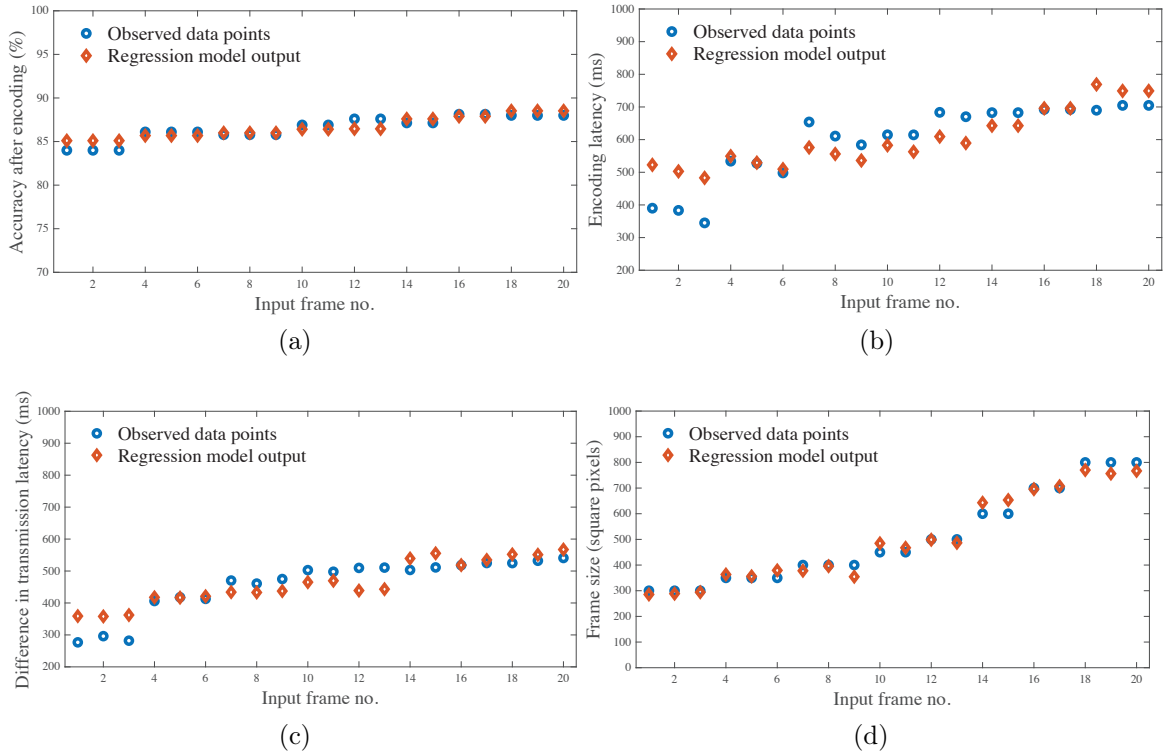 100
95
90
85
80
75
70
Accuracy after encoding (%)
Observed data points
Regression model output
2 4 6 8 10 12 14 16 18 20
Input frame no.
(a)
1000
900
800
700
600
500
400
300
200
Encoding latency (ms)
Observed data points
Regression model output
2 4 6 8 10 12 14 16 18 20
Input frame no.
(b)
1000
900
800
700
600
500
400
300
200
Difference in transmission latency (ms)
Observed data points
Regression model output
2 4 6 8 10 12 14 16 18 20
Input frame no.
(c)
1000
900
800
700
600
500
400
300
200
100
0
Frame size (square pixels)
Observed data points
Regression model output
2 4 6 8 10 12 14 16 18 20
Input frame no.
(d)